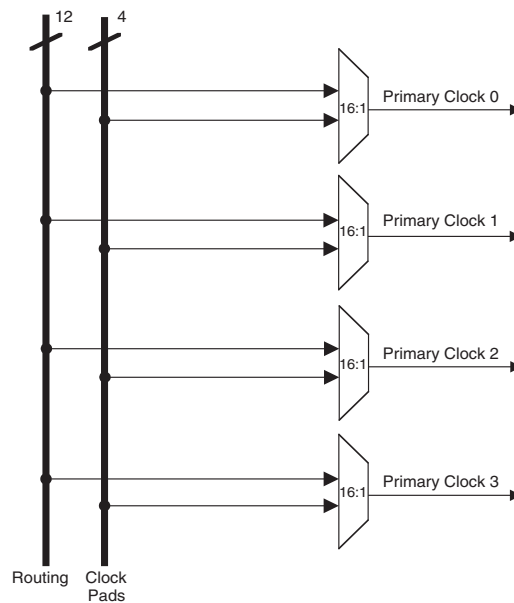 12 4
16:1 Primary Clock 0
16:1 Primary Clock 1
16:1 Primary Clock 2
16:1 Primary Clock 3
Routing Clock
Pads